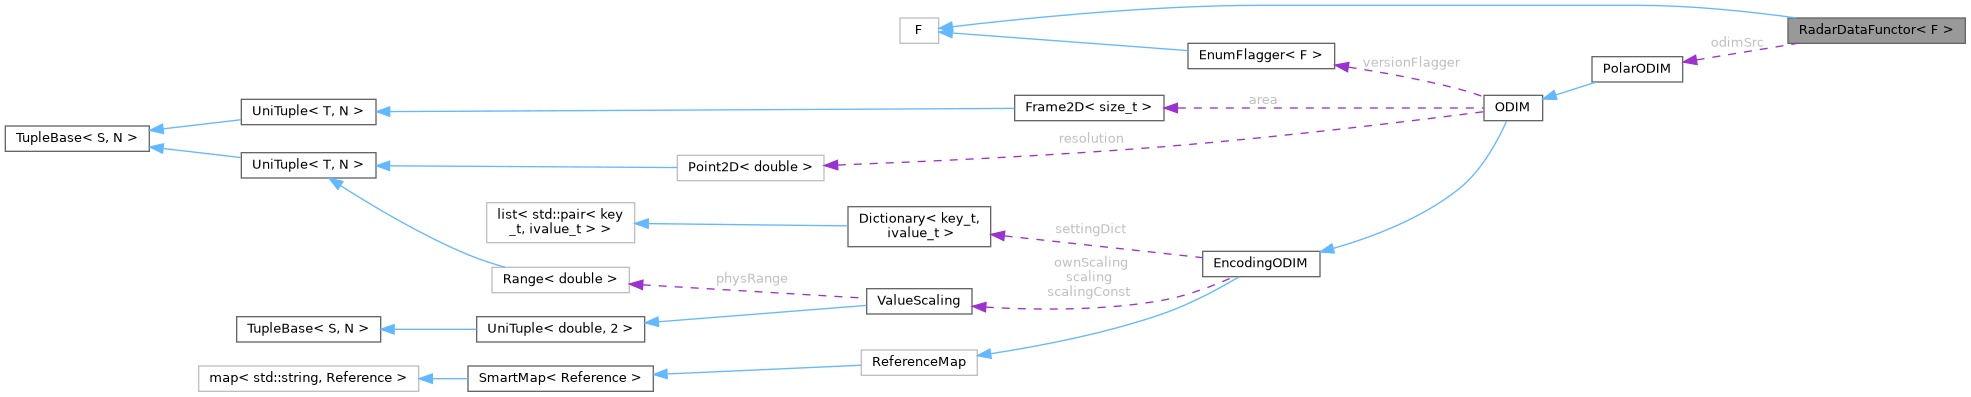 F
RadarDataFunctor< F >
odimSrc
EnumFlagger< F >
versionFlagger
PolarODIM
UniTuple< T, N >
Frame2D< size_t >
area
ODIM
TupleBase< S, N >
resolution
UniTuple< T, N >
Point2D< double >
list< std::pair< key
_t, ivalue_t > >
Dictionary< key_t,
ivalue_t >
settingDict
EncodingODIM
ownScaling
scaling
scalingConst
Range< double >
physRange
ValueScaling
TupleBase< S, N >
UniTuple< double, 2 >
ReferenceMap
map< std::string, Reference >
SmartMap< Reference >